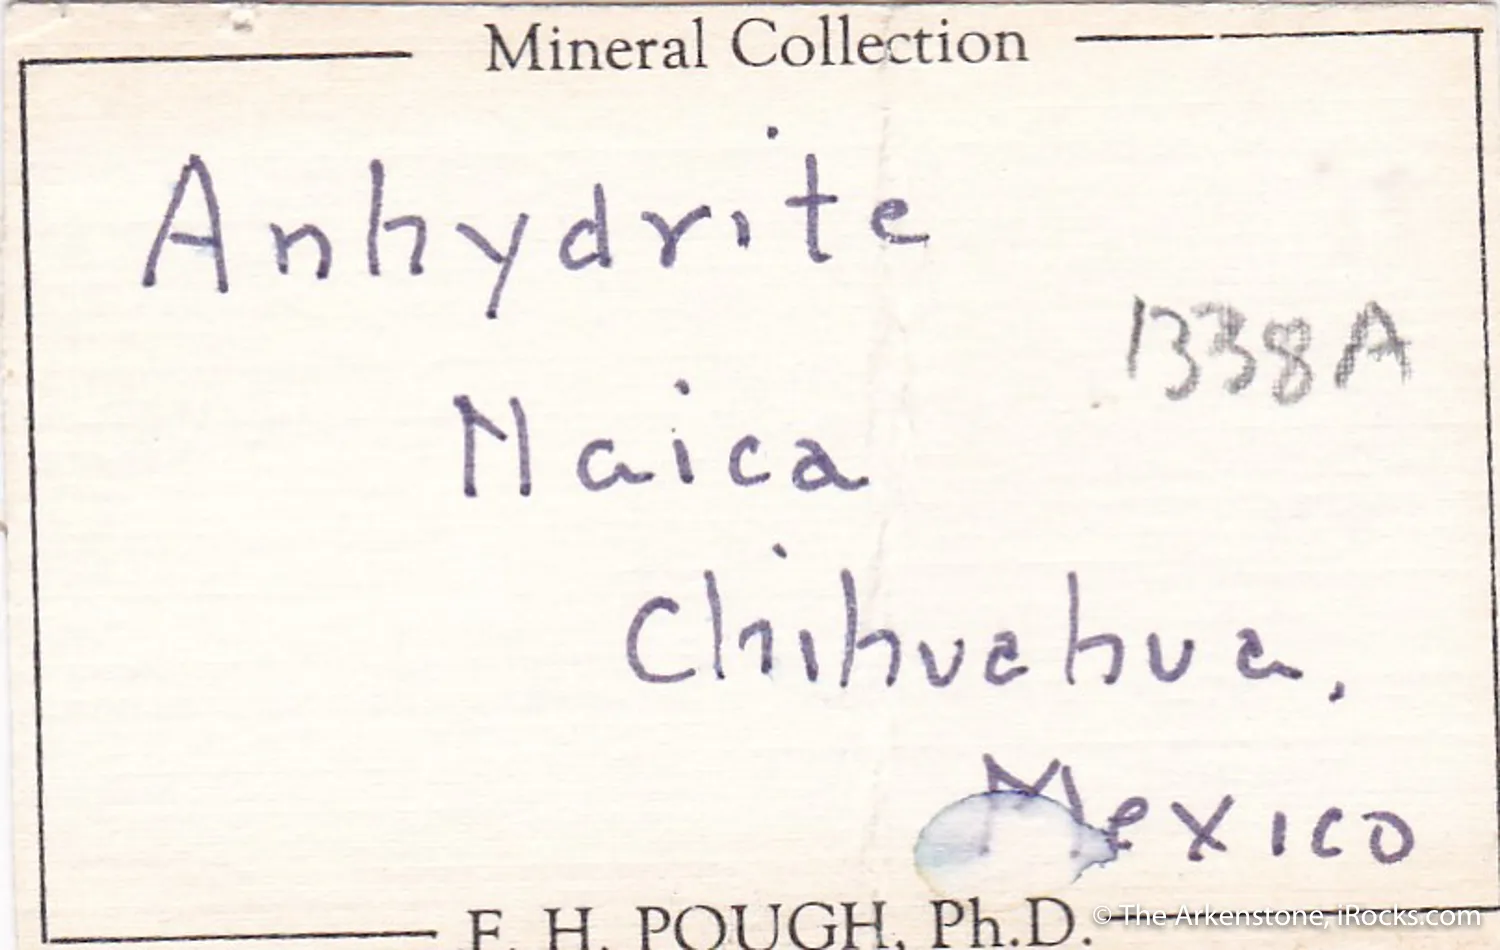 Mineral Collection
Anhydrite
1338A
Naica
Chihuahua,
Mexico
F. H. POUGH, Ph.D.
© The Arkenstone, iRocks.com